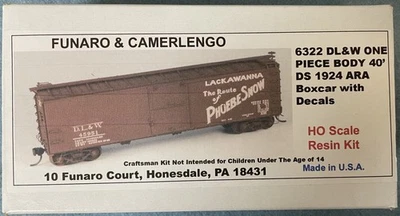 FUNARO & CAMERLENGO
6322 DL&W ONE
PIECE BODY 40'
DS 1924 ARA
Boxcar with
Decals
LACKAWANNA
The Route
of
PHOEBE SNOW
D L & W
HO Scale
Resin Kit
Craftsman Kit Not Intended for Children Under The Age of 14
Made in U.S.A.
10 Funaro Court, Honesdale, PA 18431